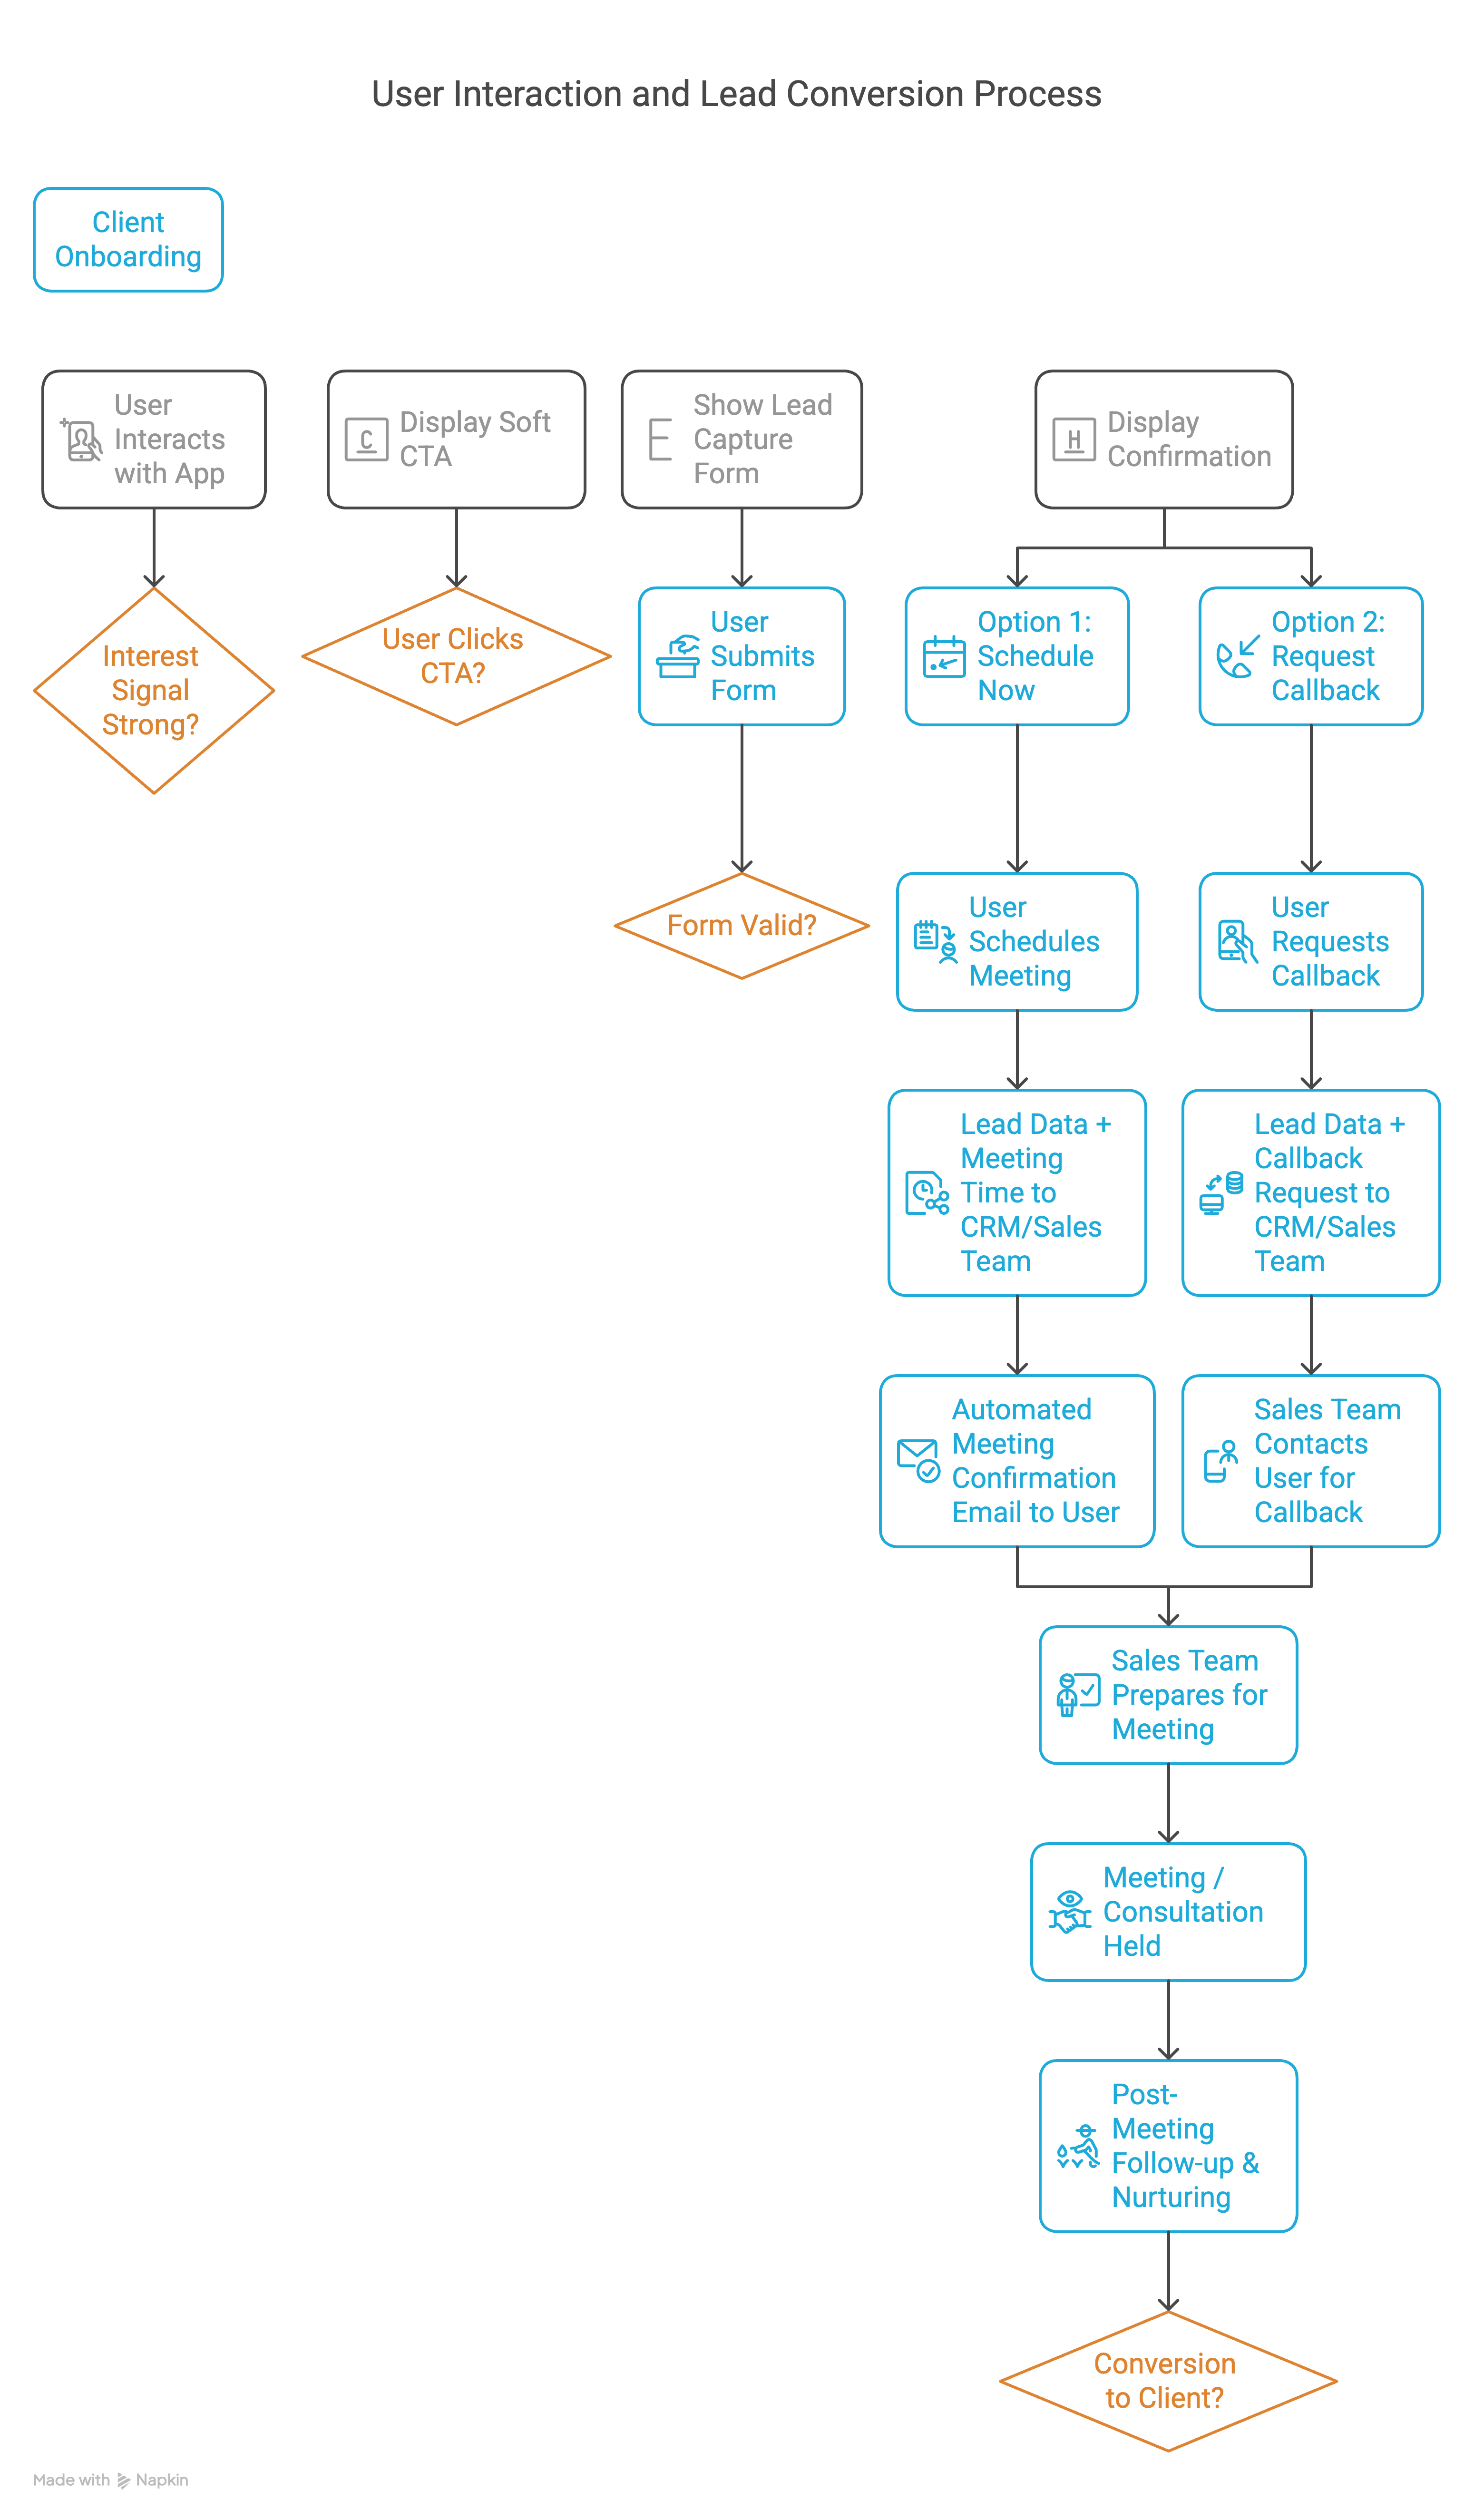 User Interaction and Lead Conversion Process
Client
Onboarding
User
Interacts
with App
C
Display Soft
CTA
E
Show Lead
Capture
Form
H
Display
Confirmation
Interest
Signal
Strong?
User Clicks
CTA?
User
Submits
Form
Option 1:
Schedule
Now
Option 2:
Request
Callback
Form Valid?
User
Schedules
Meeting
User
Requests
Callback
Lead Data +
Meeting
Time to
CRM/Sales
Team
Lead Data +
Callback
Request to
CRM/Sales
Team
Automated
Meeting
Confirmation
Email to User
Sales Team
Contacts
User for
Callback
Sales Team
Prepares for
Meeting
Meeting /
Consultation
Held
Post-
Meeting
Follow-up &
Nurturing
Conversion
to Client?
Made with Napkin